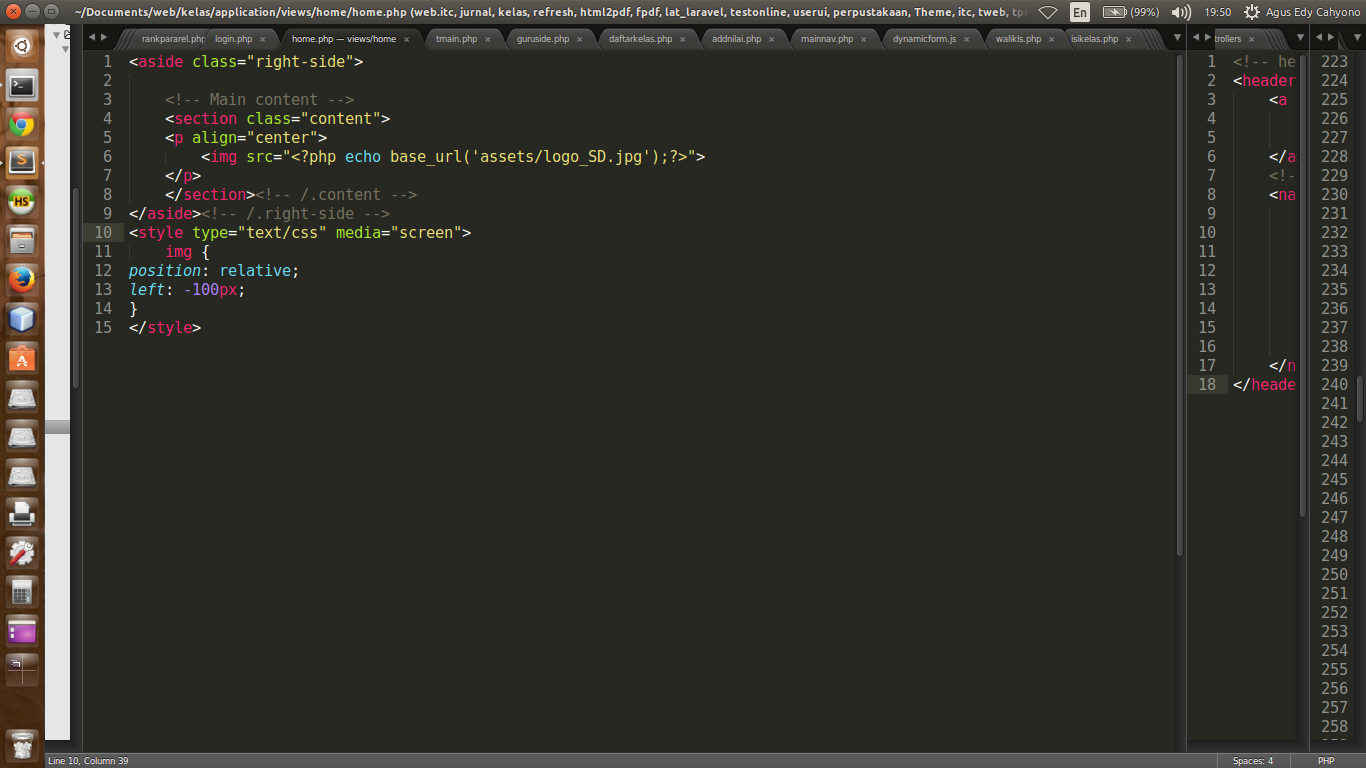 ~/Documents/web/kelas/application/views/home/home.php (web.itc, jurnal, kelas, refresh, html2pdf, fpdf, lat_laravel, testonline, userui, perpustakaan, Theme, itc, tweb, tpr
En
(99%)
19:50
Agus Edy Cahyono
rankpararel.php
login.php
home.php — views/home
tmain.php
guruside.php
daftarkelas.php
addnilai.php
mainnav.php
dynamicform.js
walikls.php
isikelas.php
trollers
1 <aside class="right-side">
2
3 <!-- Main content -->
4 <section class="content">
5 <p align="center">
6 <img src="<?php echo base_url('assets/logo_SD.jpg');?>">
7 </p>
8 </section><!-- /.content -->
9 </aside><!-- /.right-side -->
10 <style type="text/css" media="screen">
11 img {
12 position: relative;
13 left: -100px;
14 }
15 </style>
1 <!-- he
2 <header
3 <a
4
5
6 </a
7 <!-
8 <na
9
10
11
12
13
14
15
16
17 </n
18 </heade
223
224
225
226
227
228
229
230
231
232
233
234
235
236
237
238
239
240
241
242
243
244
245
246
247
248
249
250
251
252
253
254
255
256
257
258
Line 10, Column 39
Spaces: 4
PHP